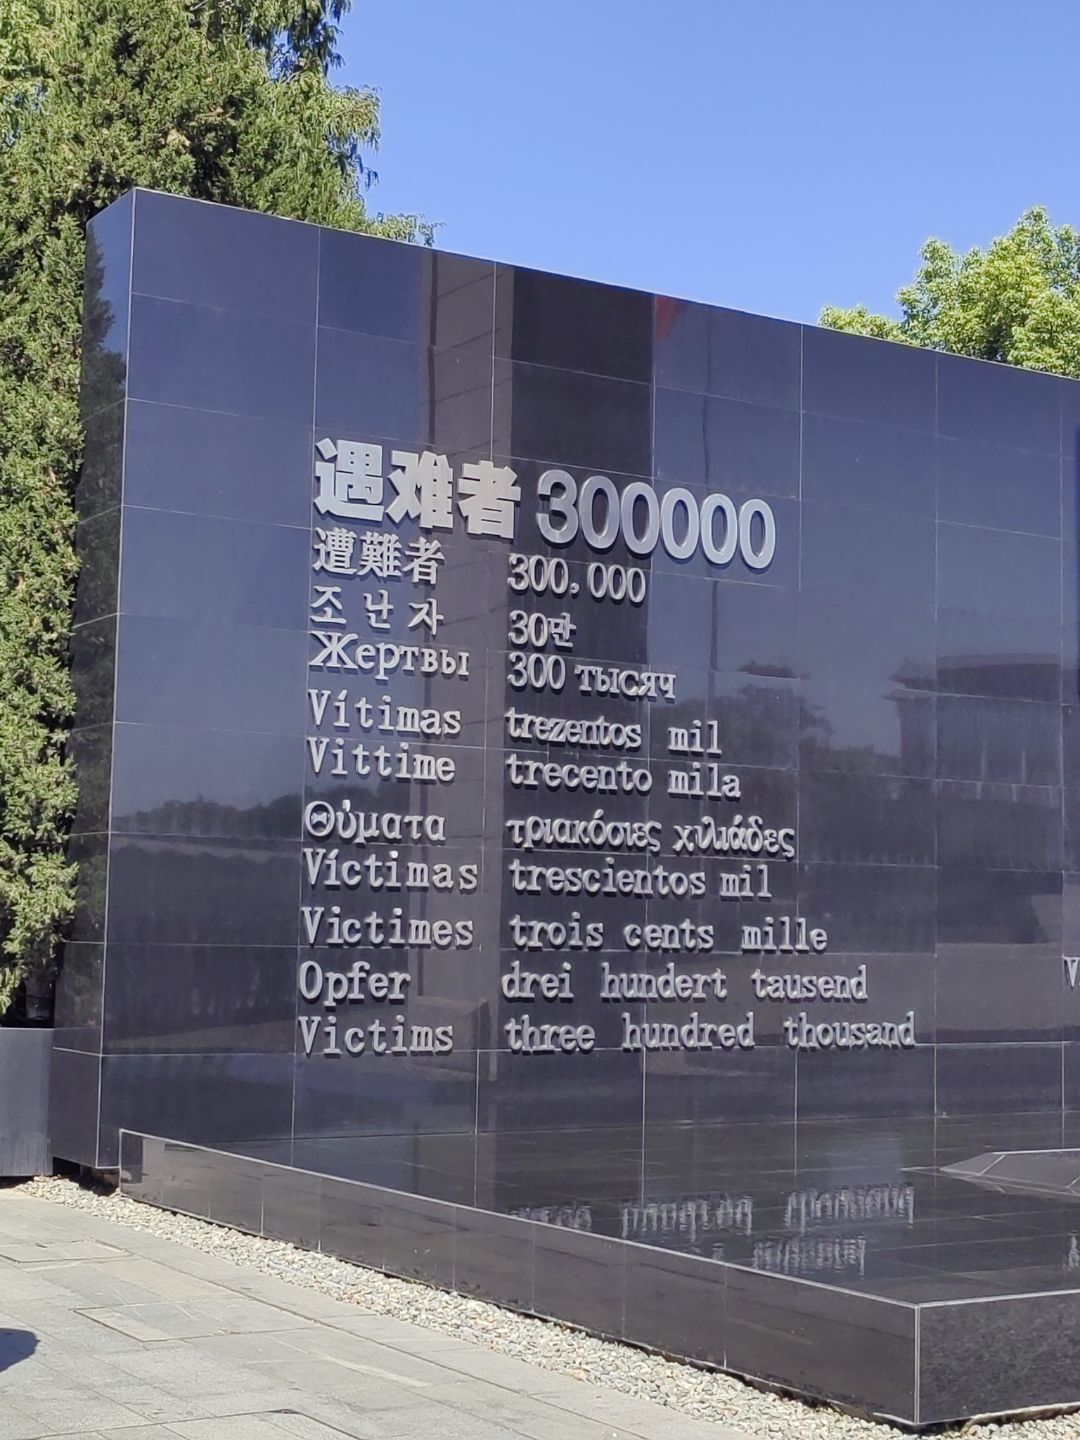 遇难者 300000
遭難者 300,000
조난자 30만
Жертвы 300 тысяч
Vítimas trezentos mil
Vittime trecento mila
Θύματα τριακόσιες χιλιάδες
Víctimas trescientos mil
Victimes trois cents mille
Opfer drei hundert tausend
Victims three hundred thousand